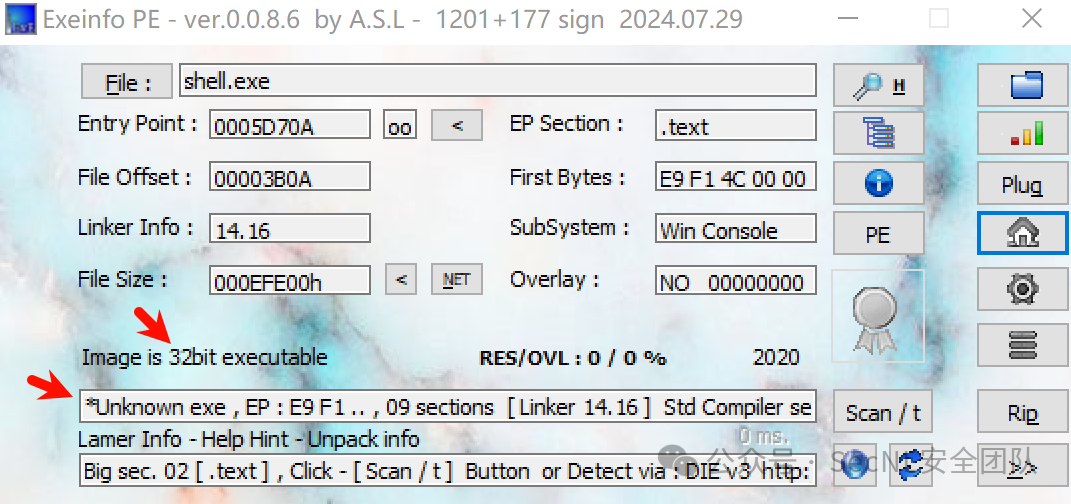 Exeinfo PE - ver.0.0.8.6 by A.S.L - 1201+177 sign 2024.07.29
File : shell.exe H
Entry Point : 0005D70A oo < EP Section : .text
File Offset : 00003B0A First Bytes : E9 F1 4C 00 00 Plug
Linker Info : 14.16 SubSystem : Win Console PE
File Size : 000EFE00h < NET Overlay : NO 00000000
Image is 32bit executable RES/OVL : 0 / 0 % 2020
*Unknown exe , EP : E9 F1 .. , 09 sections [ Linker 14.16 ] Std Compiler se Scan / t Rip
Lamer Info - Help Hint - Unpack info 0 ms.
Big sec. 02 [ .text ] , Click - [ Scan / t ] Button or Detect via : DIE v3 http: >>
公众号 · 安全团队